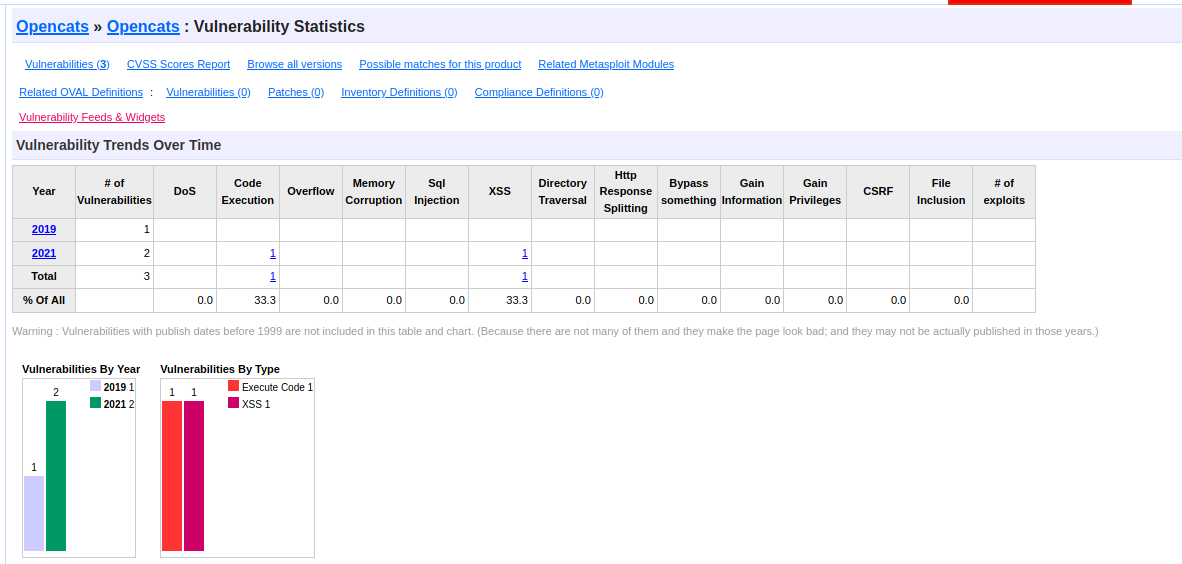 Opencats » Opencats : Vulnerability Statistics
Vulnerabilities (3) CVSS Scores Report Browse all versions Possible matches for this product Related Metasploit Modules
Related OVAL Definitions : Vulnerabilities (0) Patches (0) Inventory Definitions (0) Compliance Definitions (0)
Vulnerability Feeds & Widgets
Vulnerability Trends Over Time
Year # of Vulnerabilities DoS Code Execution Overflow Memory Corruption Sql Injection XSS Directory Traversal Http Response Splitting Bypass something Gain Information Gain Privileges CSRF File Inclusion # of exploits
2019 1
2021 2 1 1
Total 3 1 1
% Of All 0.0 33.3 0.0 0.0 0.0 33.3 0.0 0.0 0.0 0.0 0.0 0.0 0.0
Warning : Vulnerabilities with publish dates before 1999 are not included in this table and chart. (Because there are not many of them and they make the page look bad; and they may not be actually published in those years.)
Vulnerabilities By Year
2019 1
2021 2
1
2
Vulnerabilities By Type
Execute Code 1
XSS 1
1
1